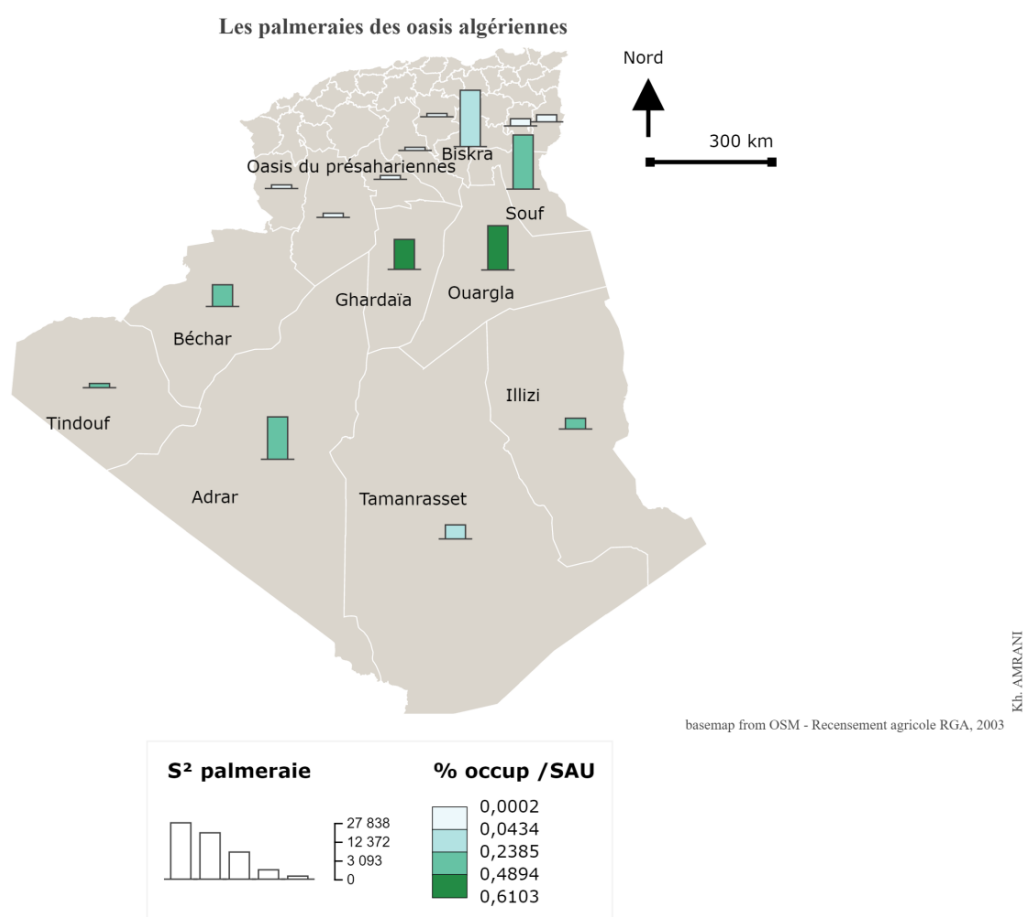 Les palmeraies des oasis algériennes
Nord
300 km
Biskra
Oasis du présahariennes
Souf
Ghardaïa
Ouargla
Béchar
Illizi
Tindouf
Adrar
Tamanrasset
Kh. AMRANI
basemap from OSM - Recensement agricole RGA, 2003
S² palmeraie
27 838
12 372
3 093
0
% occup /SAU
0,0002
0,0434
0,2385
0,4894
0,6103